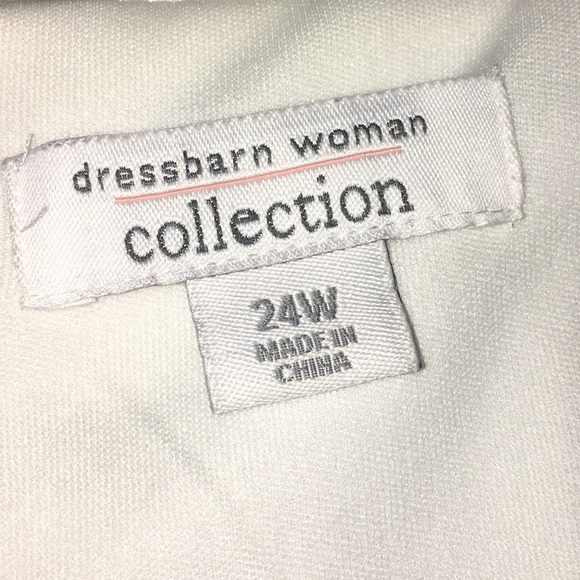 dressbarn woman
collection
24W
MADE IN
CHINA